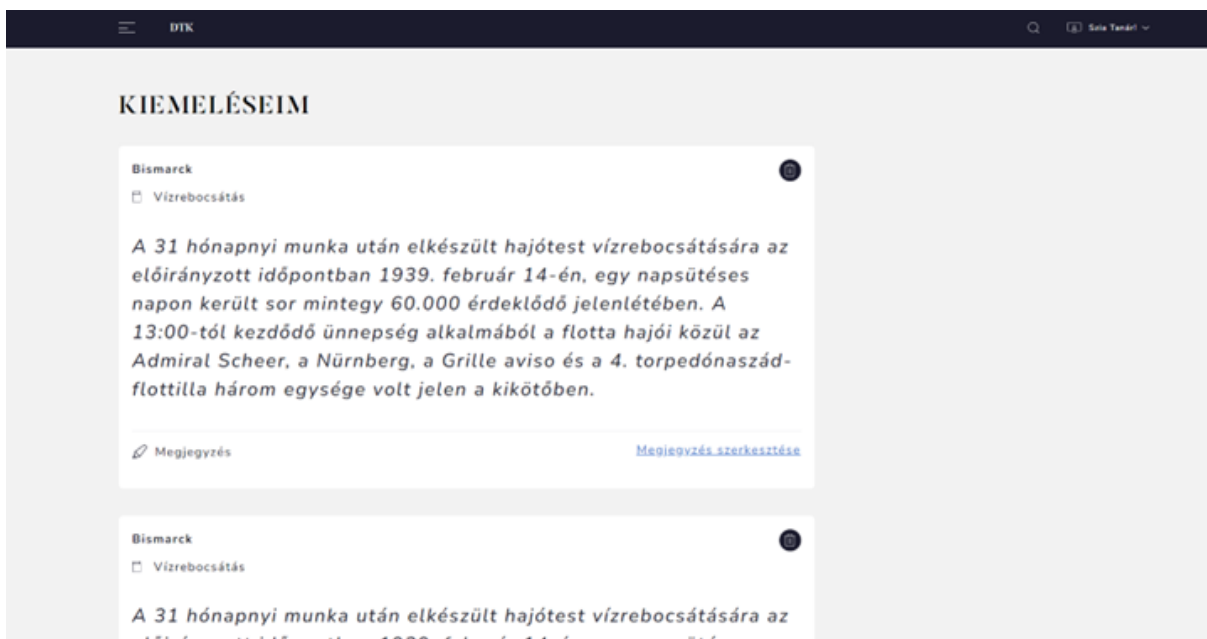 DTK
Szia Tanár!
KIEMELÉSEIM
Bismarck
Vízrebocsátás
A 31 hónapnyi munka után elkészült hajótest vízrebocsátására az
előirányzott időpontban 1939. február 14-én, egy napsütéses
napon került sor mintegy 60.000 érdeklődő jelenlétében. A
13:00-tól kezdődő ünnepség alkalmából a flotta hajói közül az
Admiral Scheer, a Nürnberg, a Grille aviso és a 4. torpedónaszád-
flottilla három egysége volt jelen a kikötőben.
Megjegyzés
Megjegyzés szerkesztése
Bismarck
Vízrebocsátás
A 31 hónapnyi munka után elkészült hajótest vízrebocsátására az